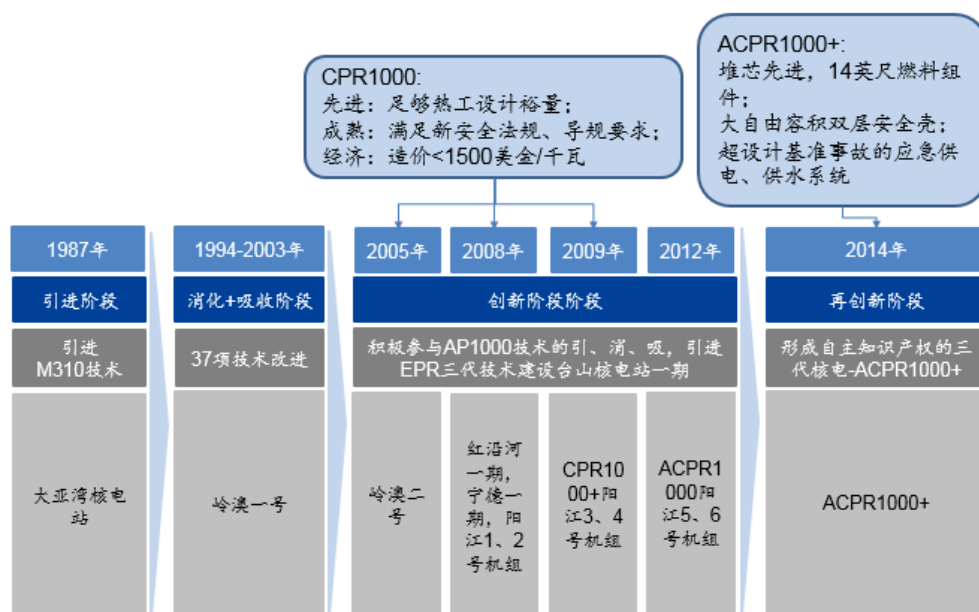 CPR1000:
先进：足够热工设计裕量；
成熟：满足新安全法规、导规要求；
经济：造价<1500美金/千瓦
ACPR1000+:
堆芯先进，14英尺燃料组
件；
大自由容积双层安全壳；
超设计基准事故的应急供
电、供水系统
1987年
1994-2003年
2005年
2008年
2009年
2012年
2014年
引进阶段
消化+吸收阶段
创新阶段阶段
再创新阶段
引进
M310技术
37项技术改进
积极参与AP1000技术的引、消、吸，引进
EPR三代技术建设台山核电站一期
形成自主知识产权的三
代核电-ACPR1000+
大亚湾核电
站
岭澳一号
岭澳二
号
红沿河
一期，
宁德一
期，阳
江1、2
号机组
CPR10
00+阳
江3、4
号机组
ACPR1
000阳
江5、6
号机组
ACPR1000+